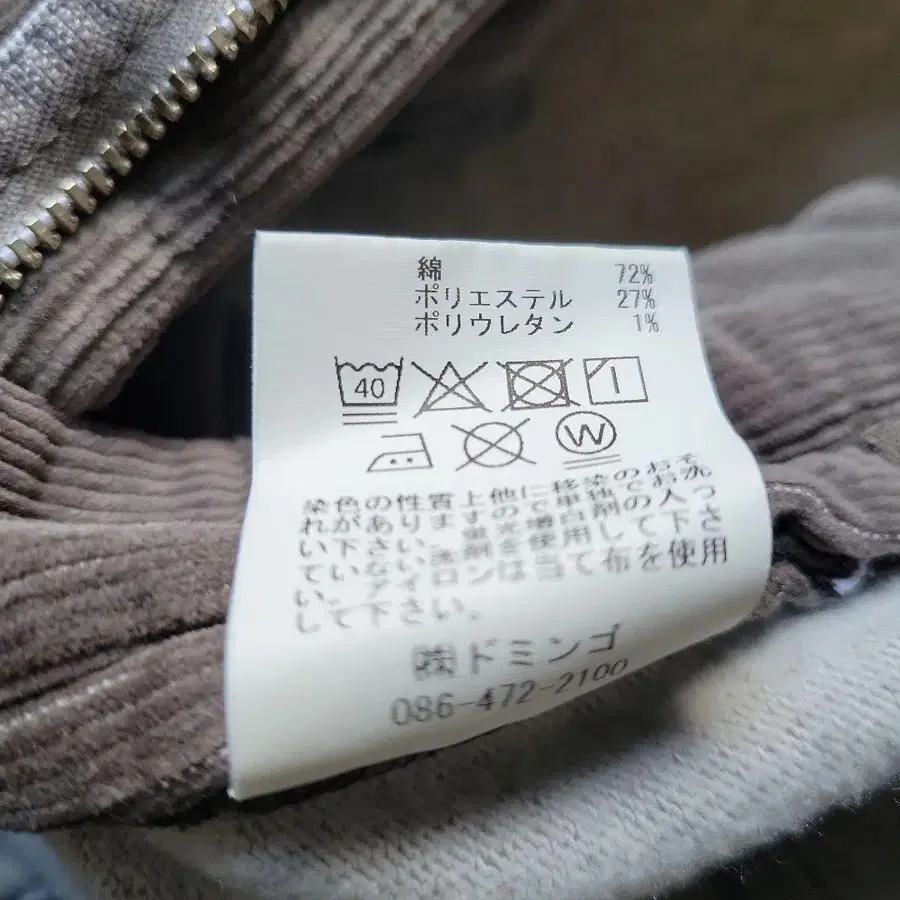 綿 72%
ポリエステル 27%
ポリウレタン 1%
40
W
染色の性質上他に移染のおそ
れがありますので単独でお洗
い下さい。蛍光増白剤の入っ
ていない洗剤を使用して下さ
い。アイロンは当て布を使用
して下さい。
㈱ドミンゴ
086-472-2100